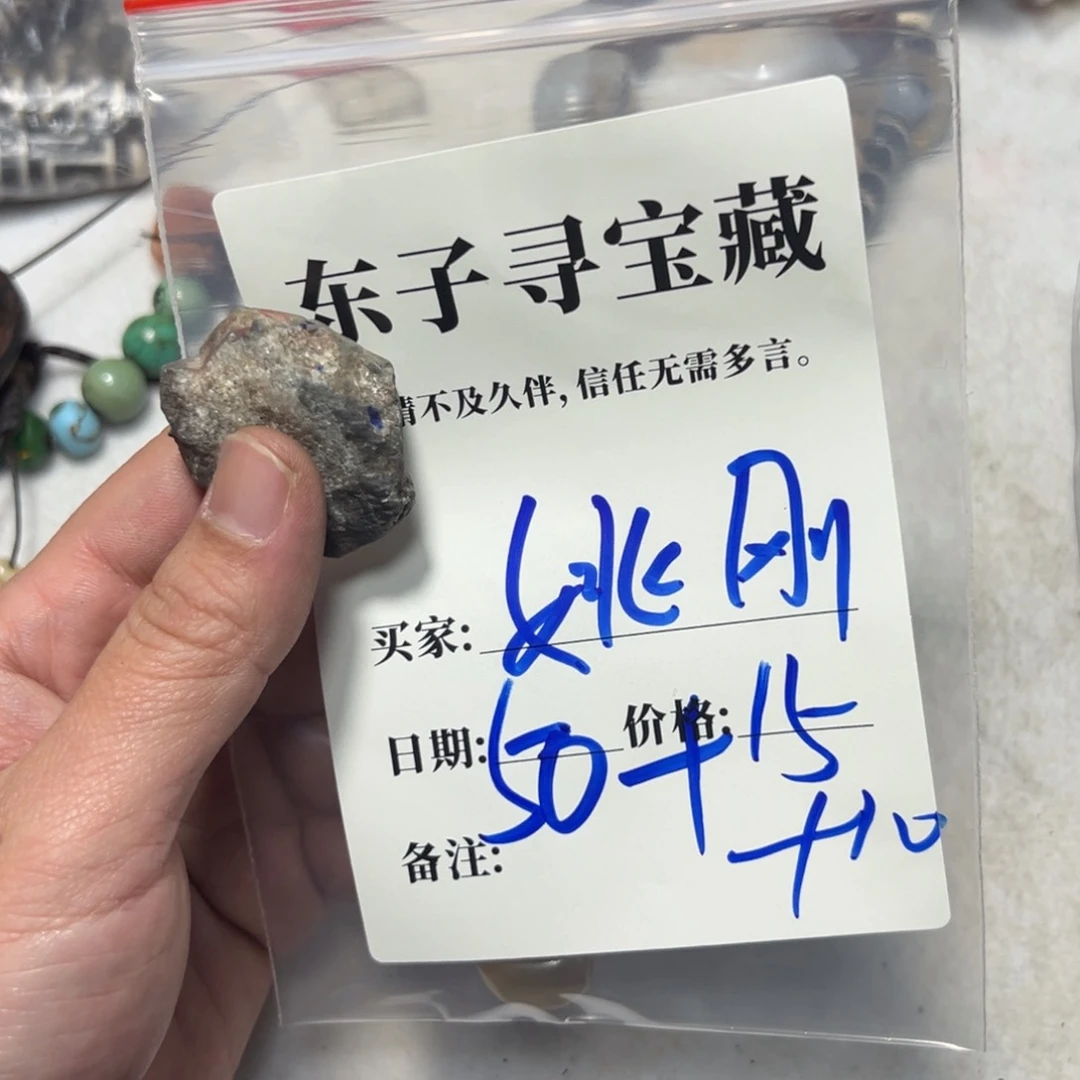 东子寻宝藏
情不及久伴,信任无需多言。
买家: 姚刚
日期: 50 价格: +15
+10
备注: